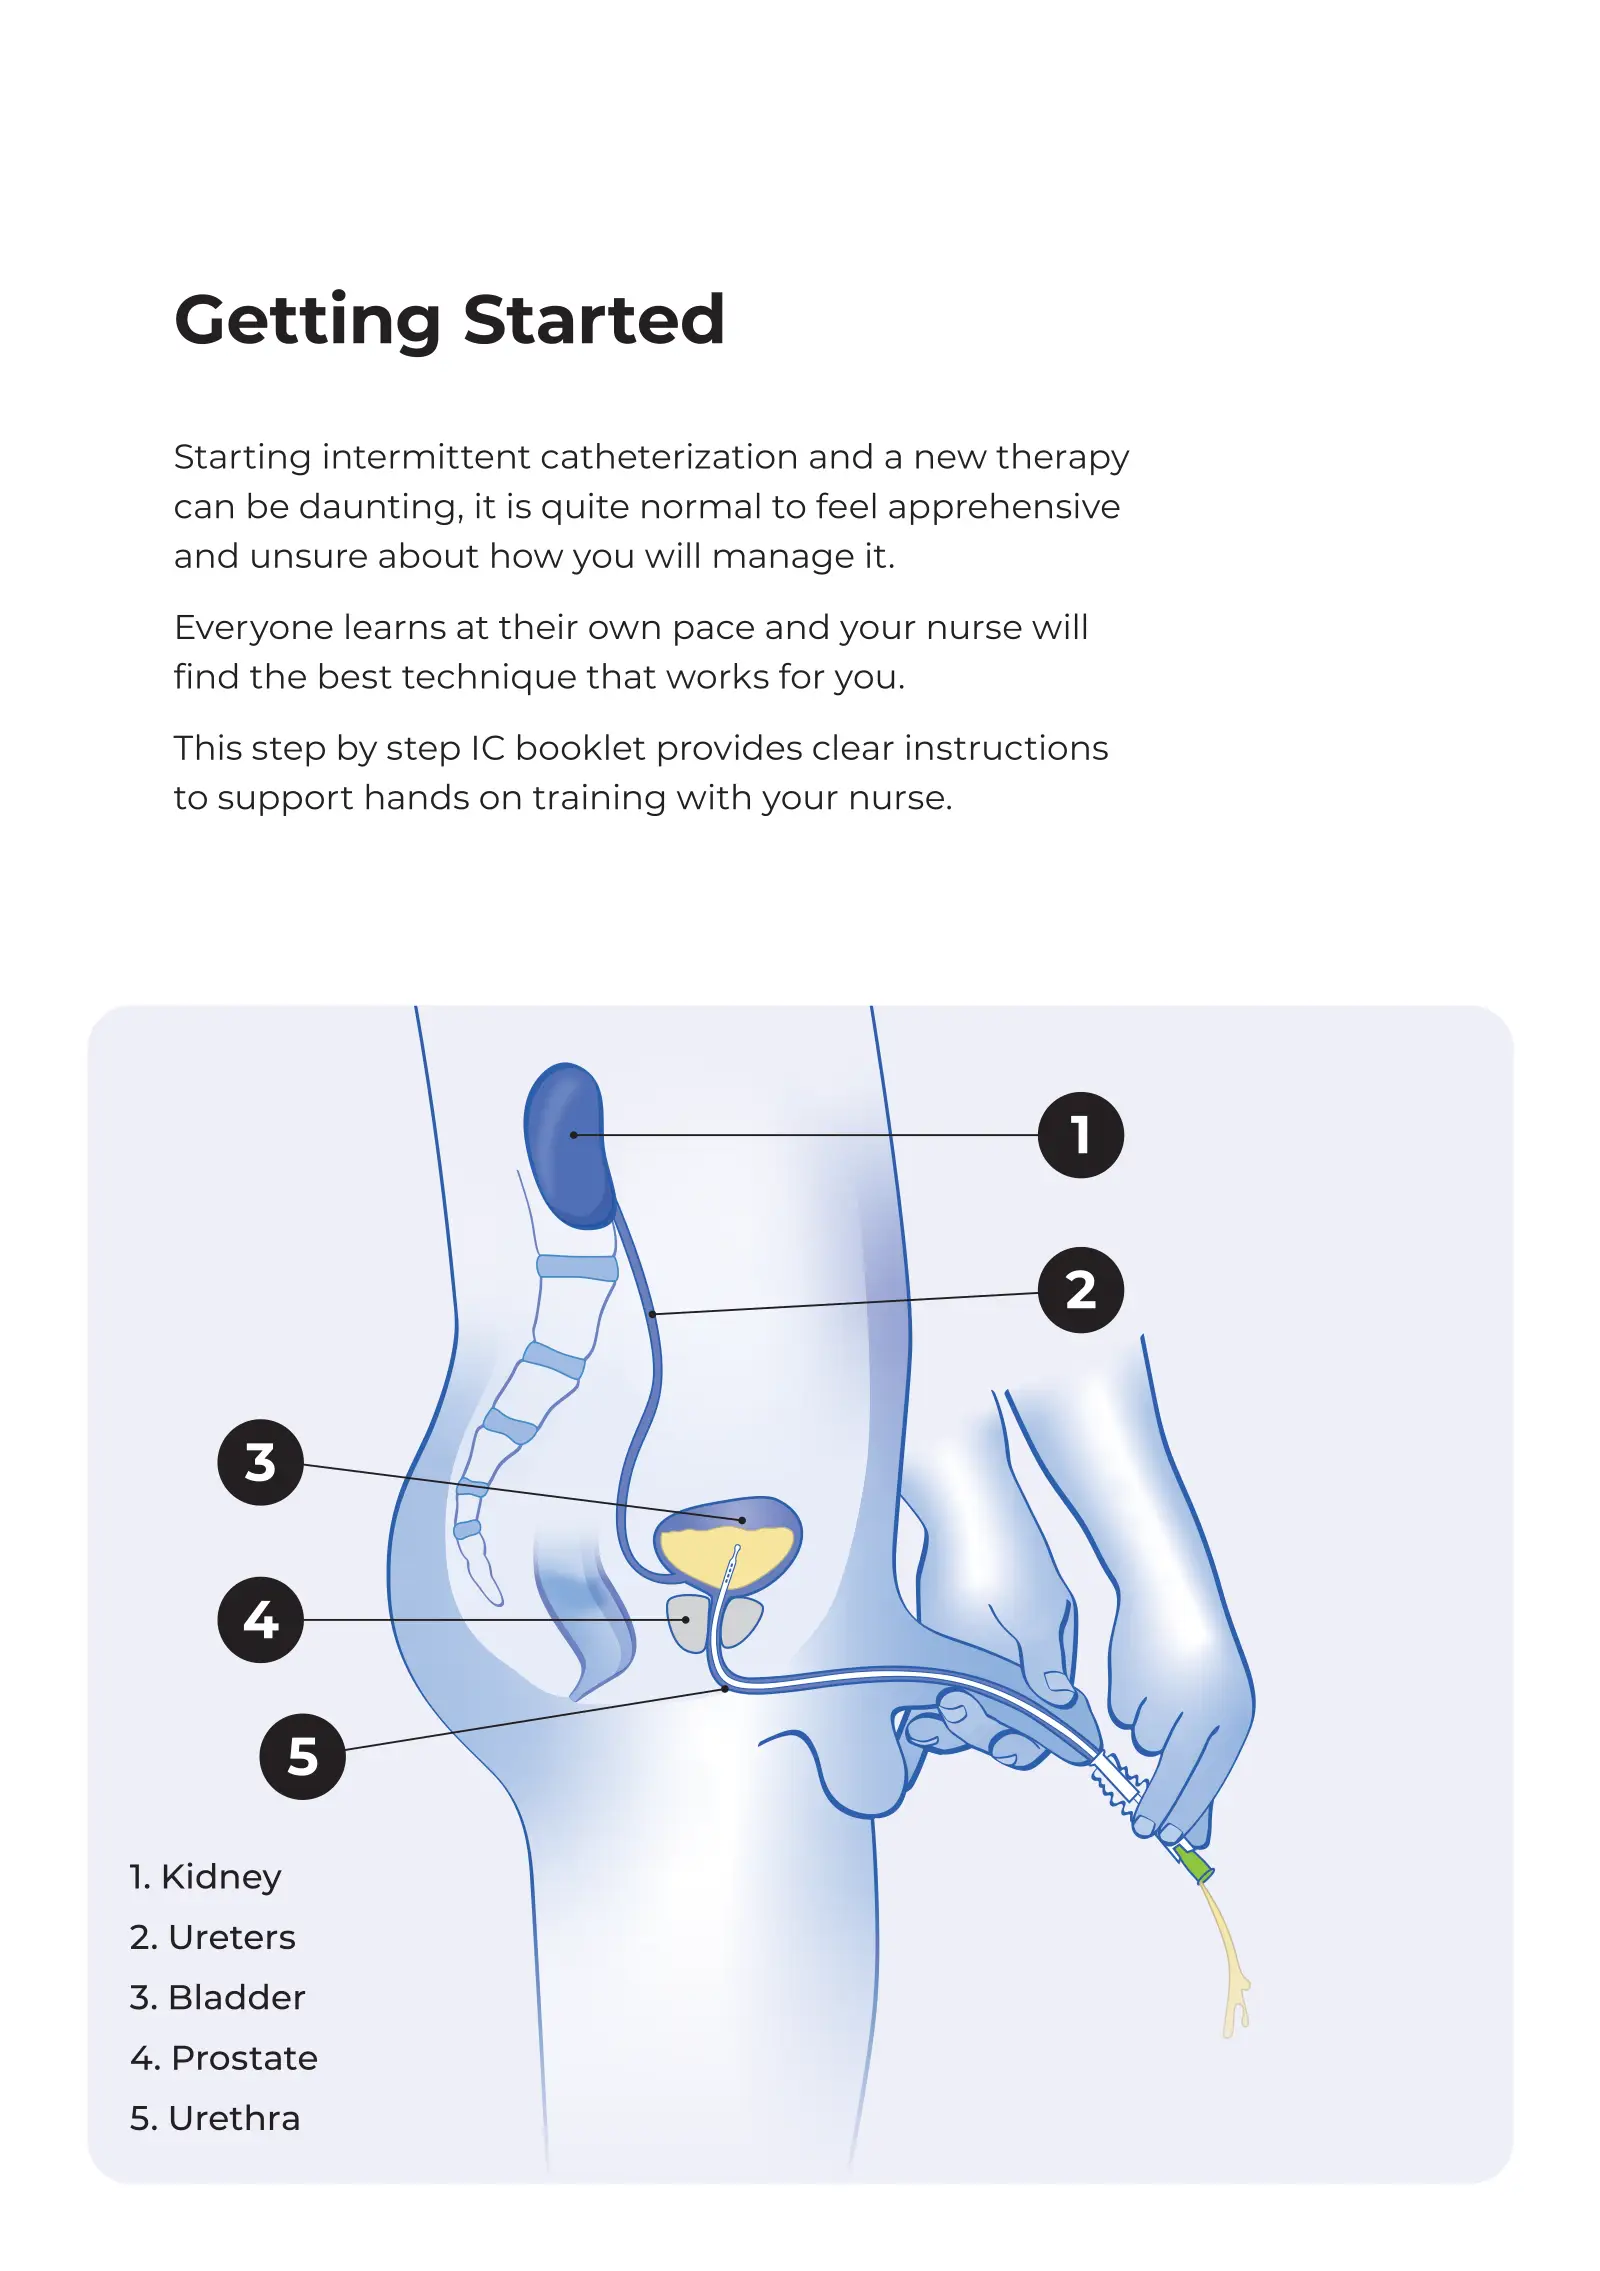 Getting Started
Starting intermittent catheterization and a new therapy
can be daunting, it is quite normal to feel apprehensive
and unsure about how you will manage it.
Everyone learns at their own pace and your nurse will
find the best technique that works for you.
This step by step IC booklet provides clear instructions
to support hands on training with your nurse.
1
2
3
4
5
1. Kidney
2. Ureters
3. Bladder
4. Prostate
5. Urethra